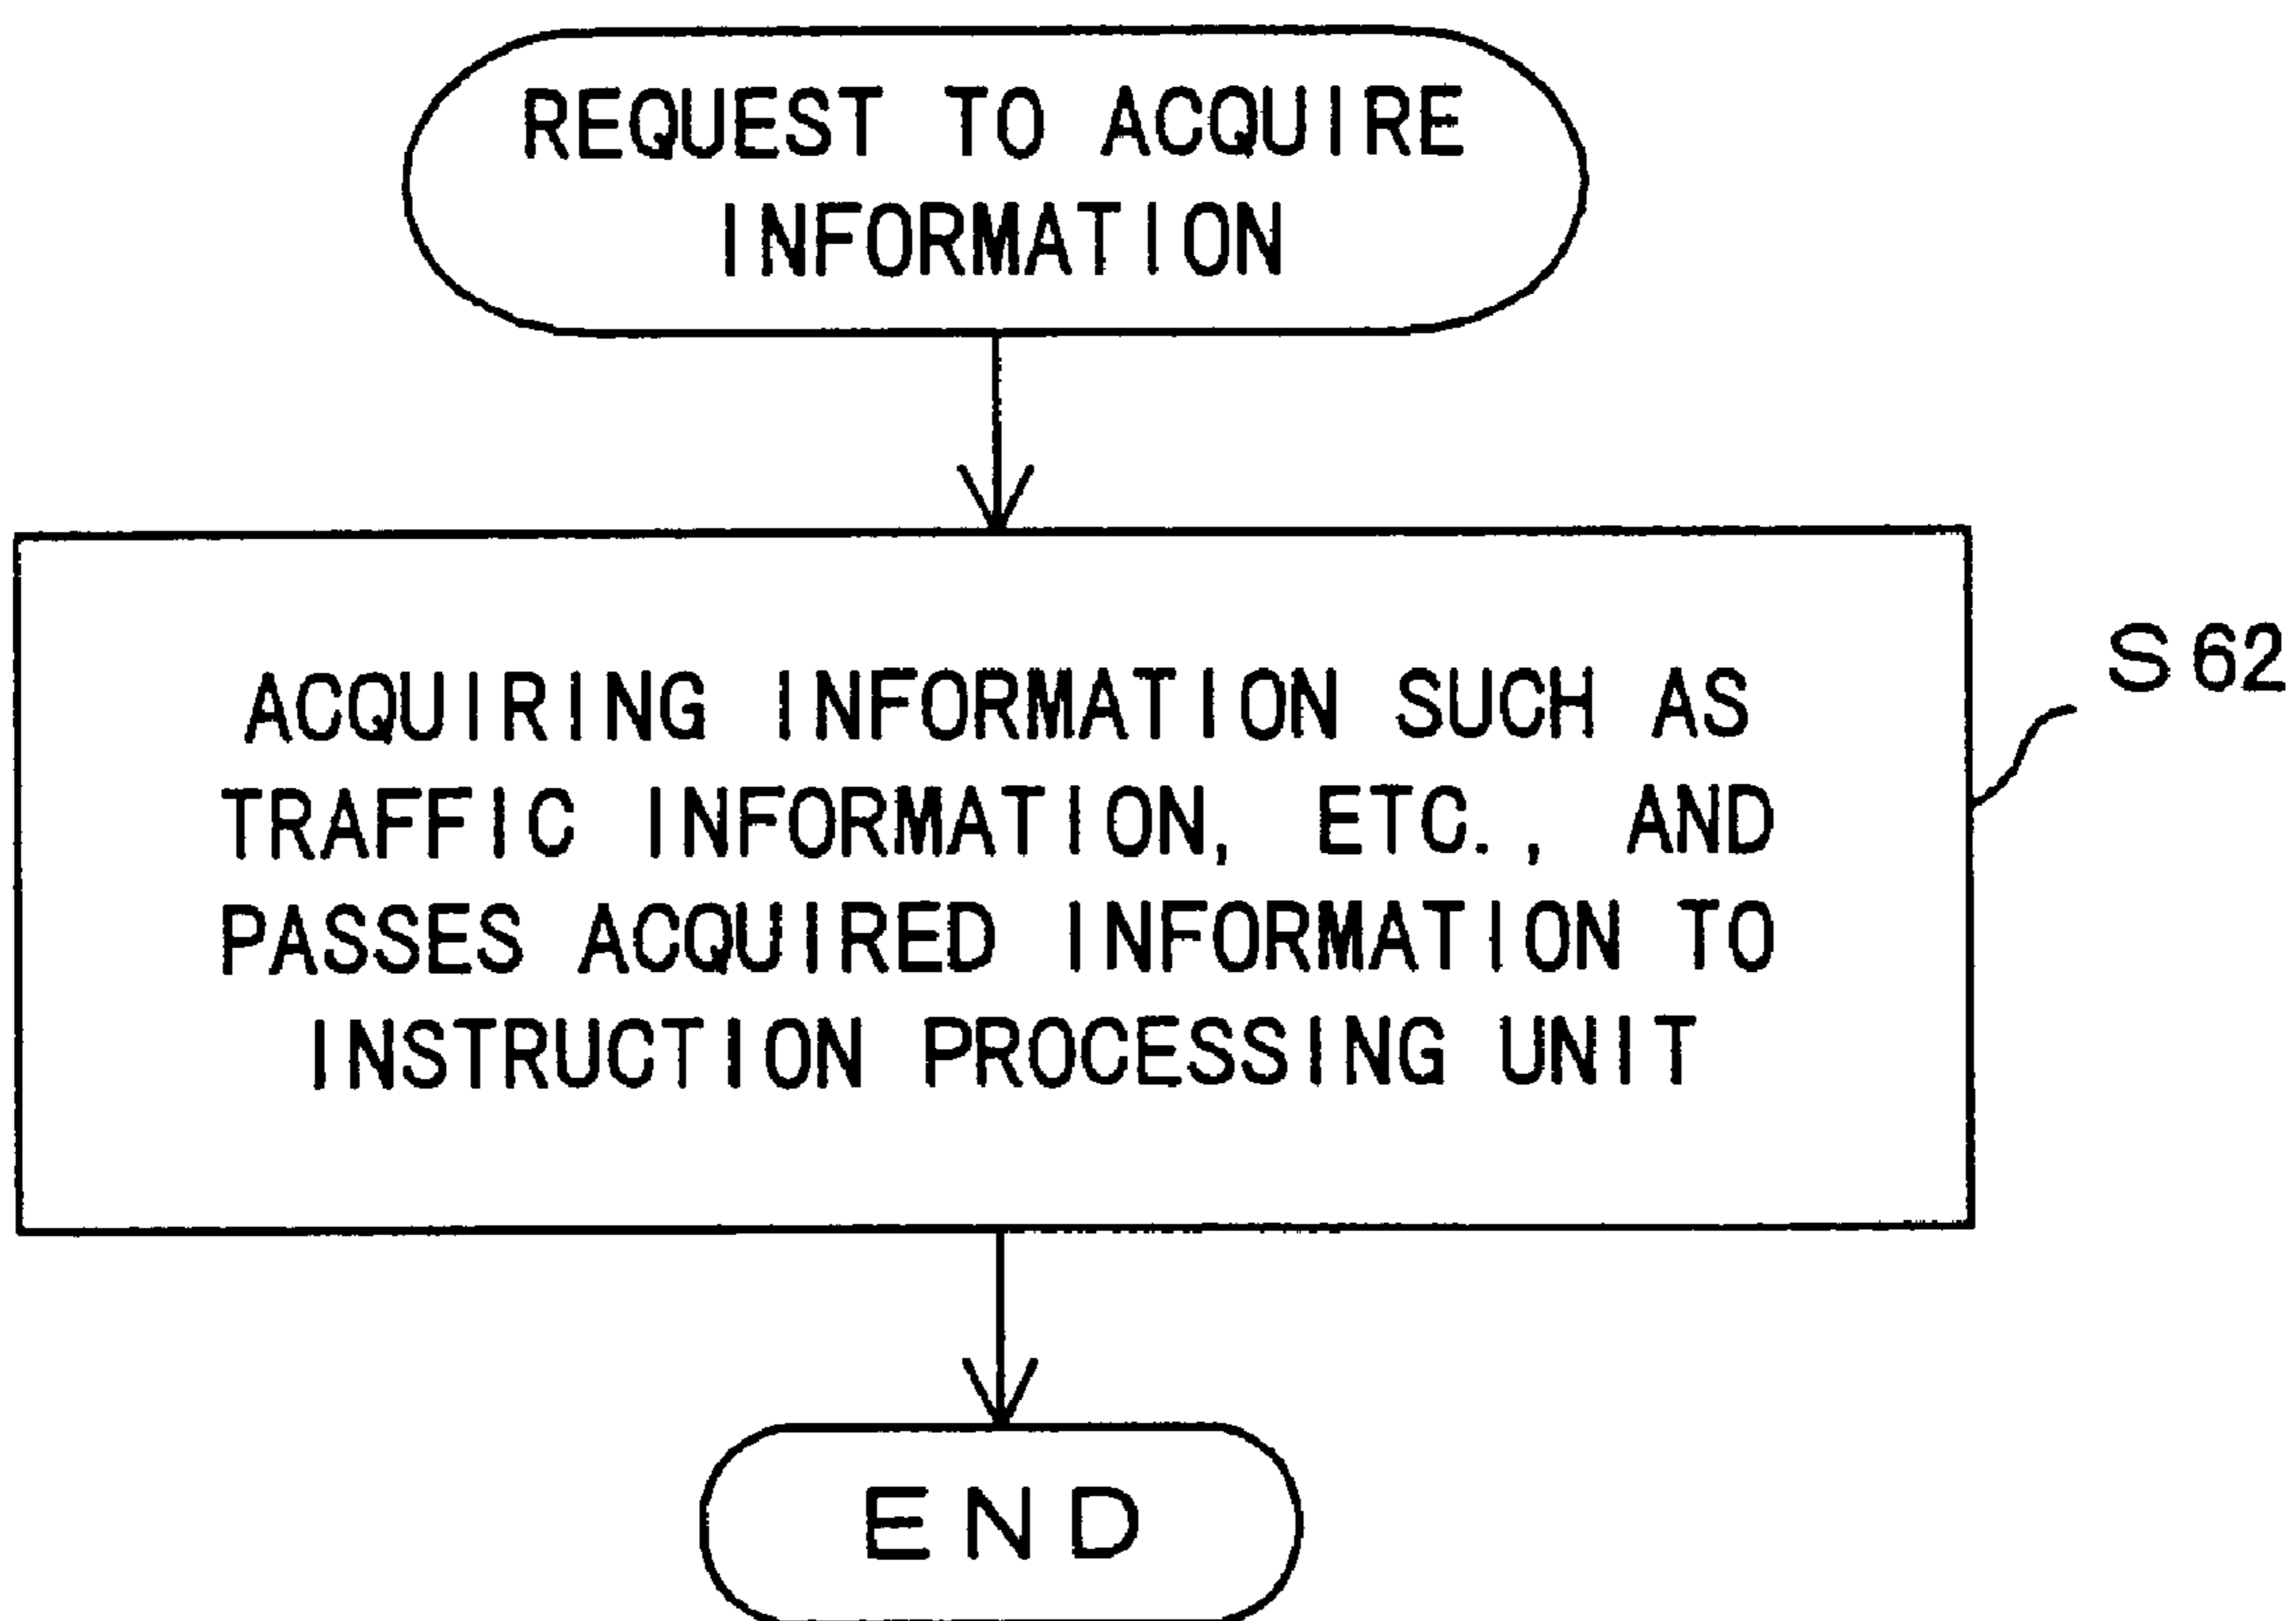 REQUEST TO ACQUIRE
INFORMATION
S62
ACQUIRING INFORMATION SUCH AS
TRAFFIC INFORMATION, ETC., AND
PASSES ACQUIRED INFORMATION TO
INSTRUCTION PROCESSING UNIT
END